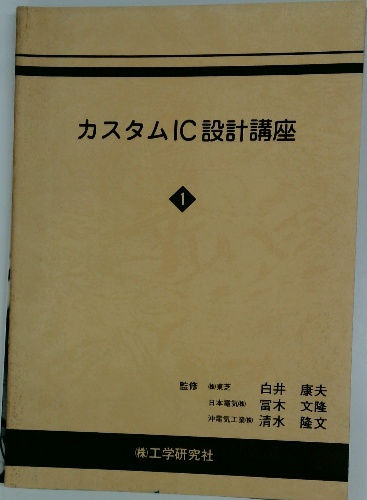 カスタムIC設計講座
1
監修 ㈱東芝 白井 康夫
日本電気㈱ 冨木 文隆
沖電気工業㈱ 清水 隆文
㈱工学研究社